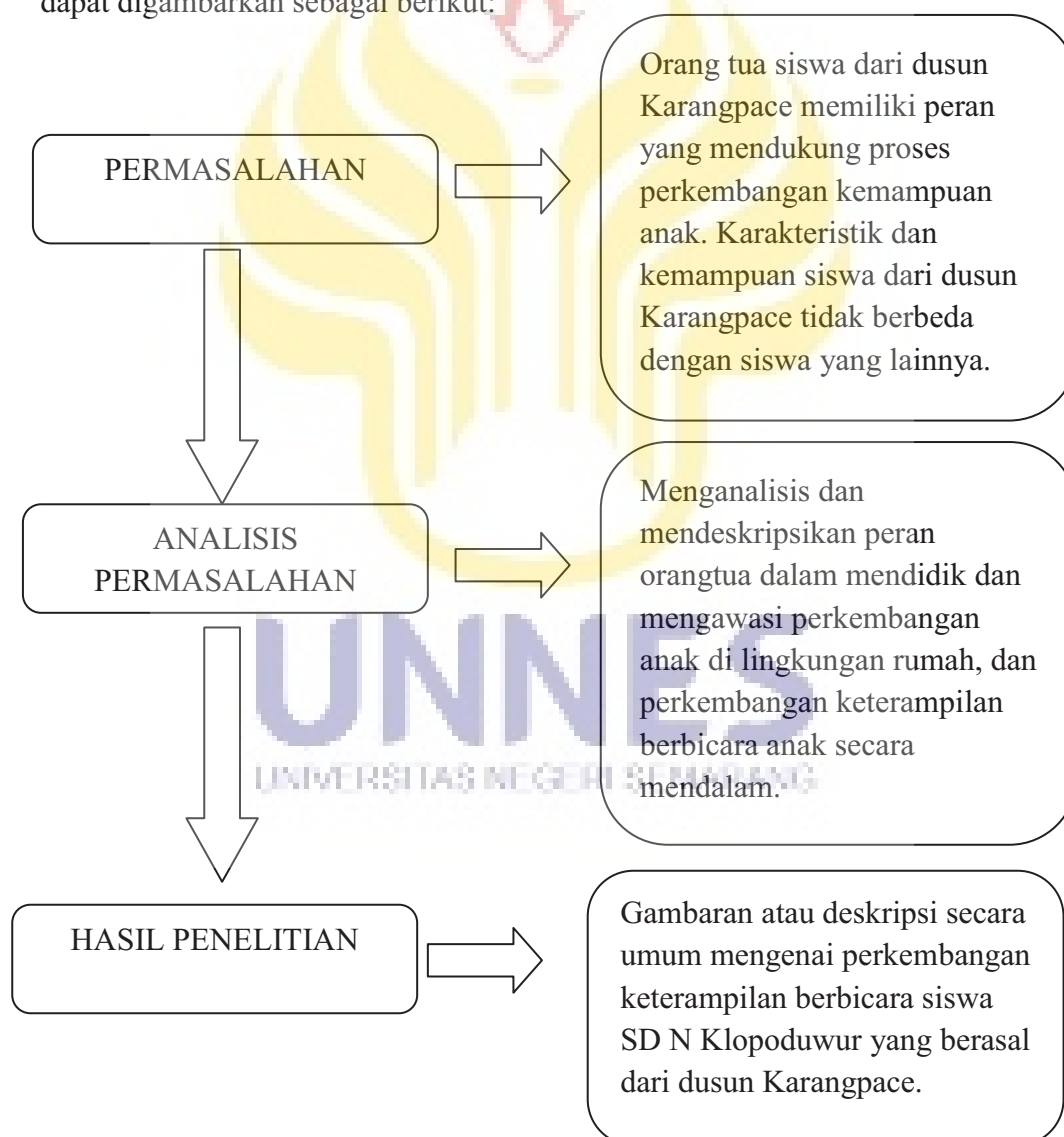 dapat digambarkan sebagai berikut:
PERMASALAHAN
Orang tua siswa dari dusun
Karangpace memiliki peran
yang mendukung proses
perkembangan kemampuan
anak. Karakteristik dan
kemampuan siswa dari dusun
Karangpace tidak berbeda
dengan siswa yang lainnya.
ANALISIS
PERMASALAHAN
Menganalisis dan
mendeskripsikan peran
orangtua dalam mendidik dan
mengawasi perkembangan
anak di lingkungan rumah, dan
perkembangan keterampilan
berbicara anak secara
mendalam.
UNNES
UNIVERSITAS NEGERI SEMARANG
HASIL PENELITIAN
Gambaran atau deskripsi secara
umum mengenai perkembangan
keterampilan berbicara siswa
SD N Klopoduwur yang berasal
dari dusun Karangpace.